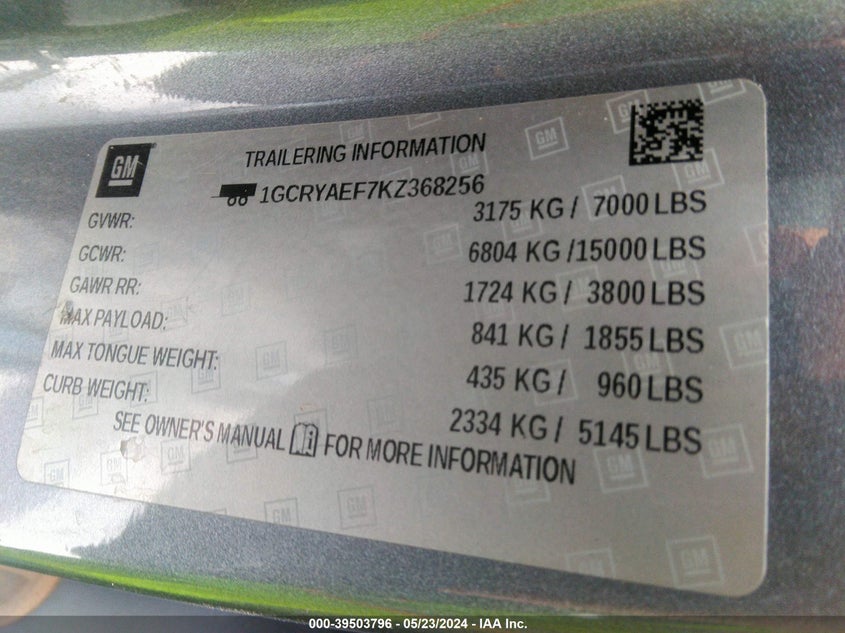 GM
TRAILERING INFORMATION
1GCRYAEF7KZ368256
GVWR: 3175 KG / 7000 LBS
GCWR: 6804 KG /15000 LBS
GAWR RR: 1724 KG / 3800 LBS
MAX PAYLOAD: 841 KG / 1855 LBS
MAX TONGUE WEIGHT: 435 KG / 960 LBS
CURB WEIGHT: 2334 KG / 5145 LBS
SEE OWNER'S MANUAL FOR MORE INFORMATION
000-39503796 - 05/23/2024 - IAA Inc.